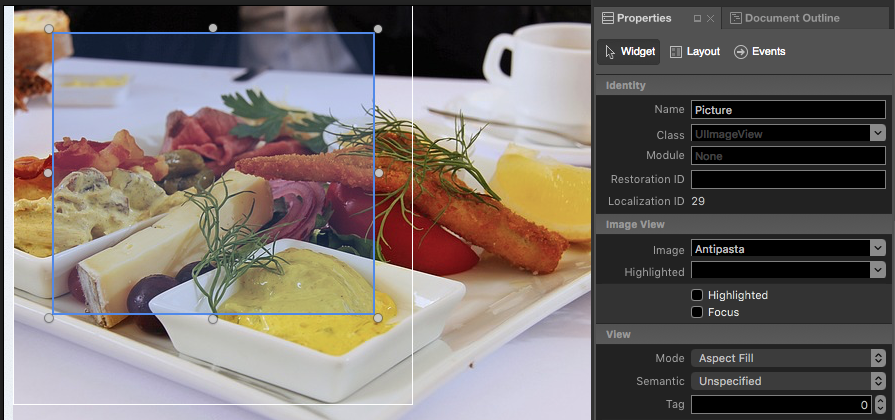 Properties
Document Outline
Widget
Layout
Events
Identity
Name Picture
Class UIImageView
Module None
Restoration ID
Localization ID 29
Image View
Image Antipasta
Highlighted
Highlighted
Focus
View
Mode Aspect Fill
Semantic Unspecified
Tag 0